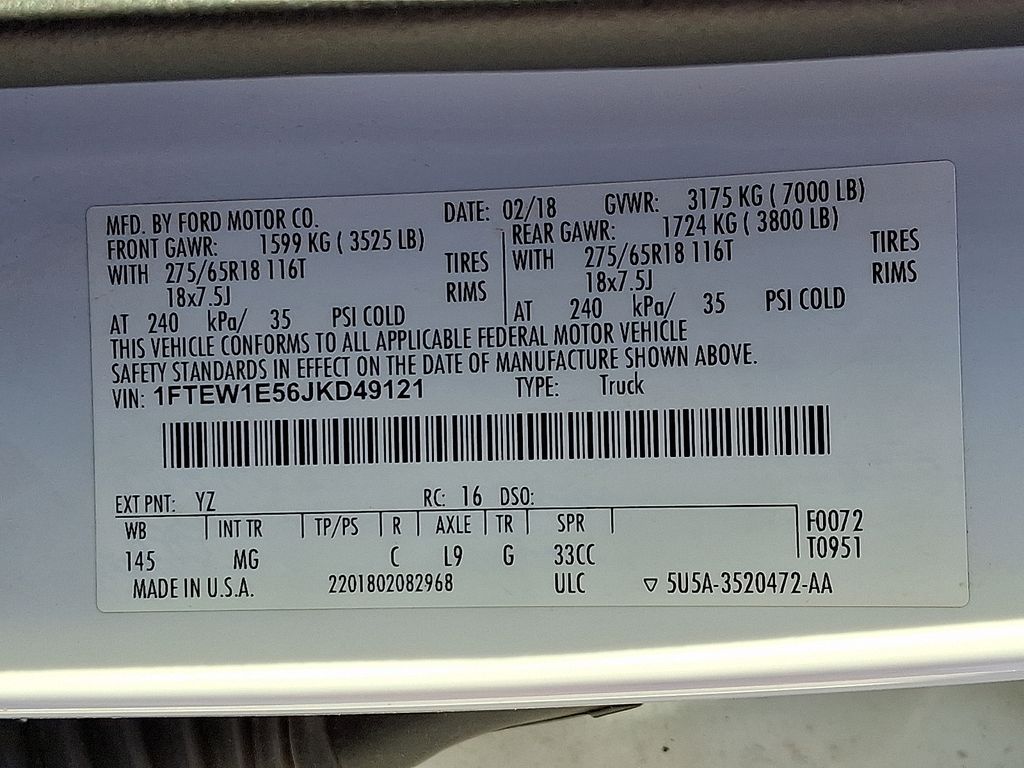 MFD. BY FORD MOTOR CO. DATE: 02/18 GVWR: 3175 KG ( 7000 LB)
FRONT GAWR: 1599 KG ( 3525 LB) REAR GAWR: 1724 KG ( 3800 LB)
WITH 275/65R18 116T TIRES WITH 275/65R18 116T TIRES
18x7.5J RIMS 18x7.5J RIMS
AT 240 kPa/ 35 PSI COLD AT 240 kPa/ 35 PSI COLD
THIS VEHICLE CONFORMS TO ALL APPLICABLE FEDERAL MOTOR VEHICLE
SAFETY STANDARDS IN EFFECT ON THE DATE OF MANUFACTURE SHOWN ABOVE.
VIN: 1FTEW1E56JKD49121 TYPE: Truck
EXT PNT: YZ RC: 16 DSO:
WB INT TR TP/PS R AXLE TR SPR F0072
145 MG C L9 G 33CC T0951
MADE IN U.S.A. 2201802082968 ULC ▽ 5U5A-3520472-AA